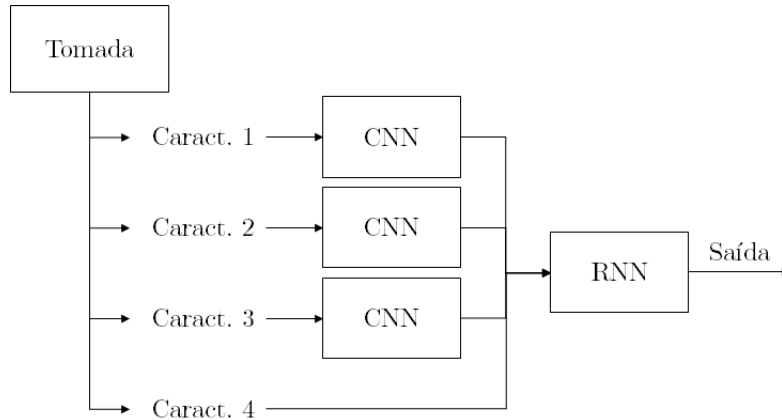 Tomada
Caract. 1
CNN
Caract. 2
CNN
Caract. 3
CNN
Caract. 4
RNN
Saída